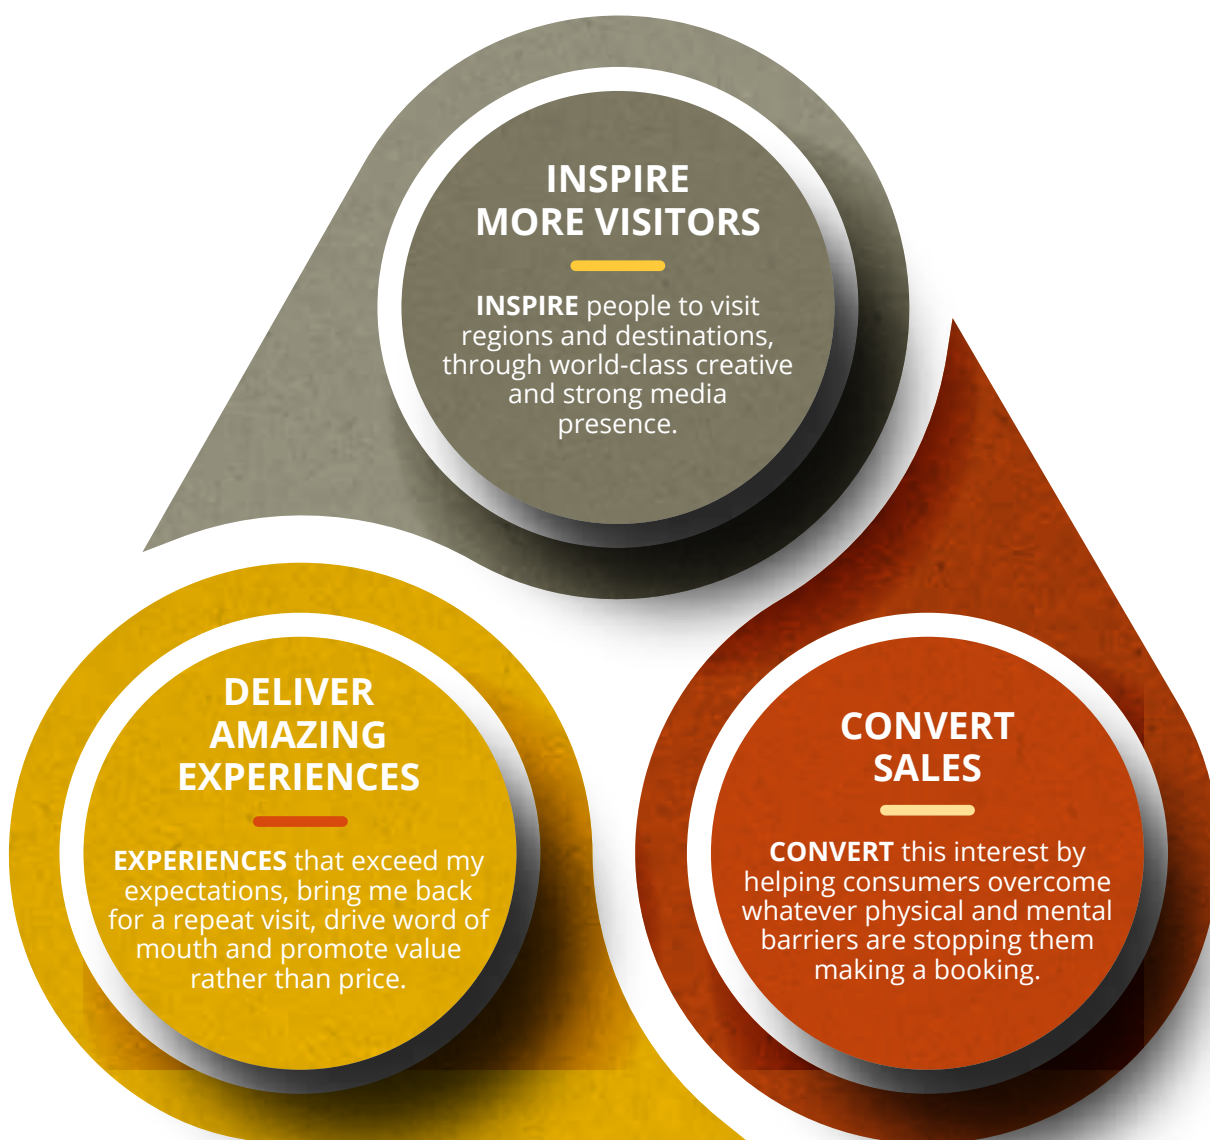 INSPIRE
MORE VISITORS
INSPIRE people to visit
regions and destinations,
through world-class creative
and strong media
presence.
DELIVER
AMAZING
EXPERIENCES
EXPERIENCES that exceed my
expectations, bring me back
for a repeat visit, drive word of
mouth and promote value
rather than price.
CONVERT
SALES
CONVERT this interest by
helping consumers overcome
whatever physical and mental
barriers are stopping them
making a booking.